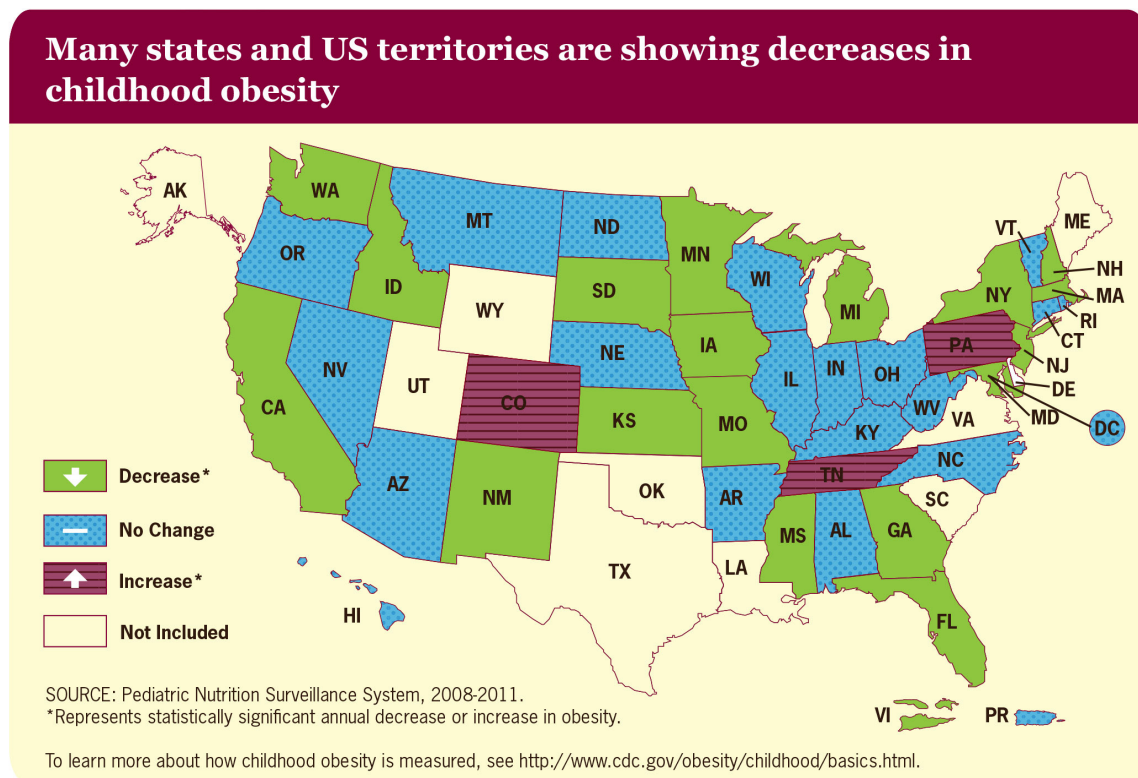 Many states and US territories are showing decreases in
childhood obesity
AK
WA
MT
ND
MN
VT
ME
OR
ID
SD
WI
MI
NY
NH
MA
RI
CT
WY
IA
PA
NJ
NE
NV
UT
CO
IL
IN
OH
DE
MD
DC
CA
KS
MO
WV
VA
KY
Decrease*
AZ
NM
OK
AR
TN
NC
SC
No Change
MS
AL
GA
Increase*
TX
LA
HI
FL
Not Included
SOURCE: Pediatric Nutrition Surveillance System, 2008-2011.
*Represents statistically significant annual decrease or increase in obesity.
VI
PR
To learn more about how childhood obesity is measured, see http://www.cdc.gov/obesity/childhood/basics.html.